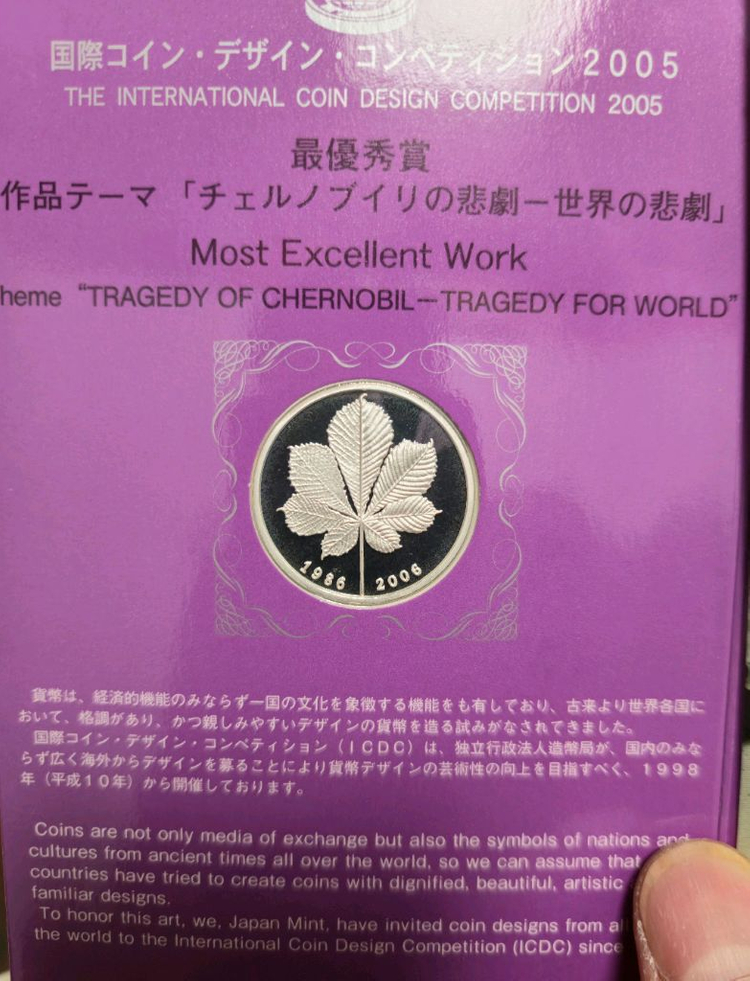 国際コイン・デザイン・コンペティション２００５
THE INTERNATIONAL COIN DESIGN COMPETITION 2005
最優秀賞
作品テーマ「チェルノブイリの悲劇ー世界の悲劇」
Most Excellent Work
heme “TRAGEDY OF CHERNOBIL－TRAGEDY FOR WORLD”
1986 2006
貨幣は、経済的機能のみならず一国の文化を象徴する機能をも有しており、古来より世界各国に
おいて、格調があり、かつ親しみやすいデザインの貨幣を造る試みがなされてきました。
国際コイン・デザイン・コンペティション（ＩＣＤＣ）は、独立行政法人造幣局が、国内のみな
らず広く海外からデザインを募ることにより貨幣デザインの芸術性の向上を目指すべく、１９９８
年（平成１０年）から開催しております。
Coins are not only media of exchange but also the symbols of nations and
cultures from ancient times all over the world, so we can assume that
countries have tried to create coins with dignified, beautiful, artistic
familiar designs.
To honor this art, we, Japan Mint, have invited coin designs from all
the world to the International Coin Design Competition (ICDC) since